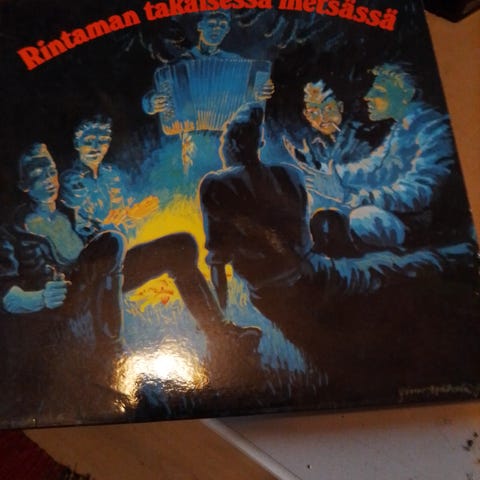 Rintaman takaisessa metsässä